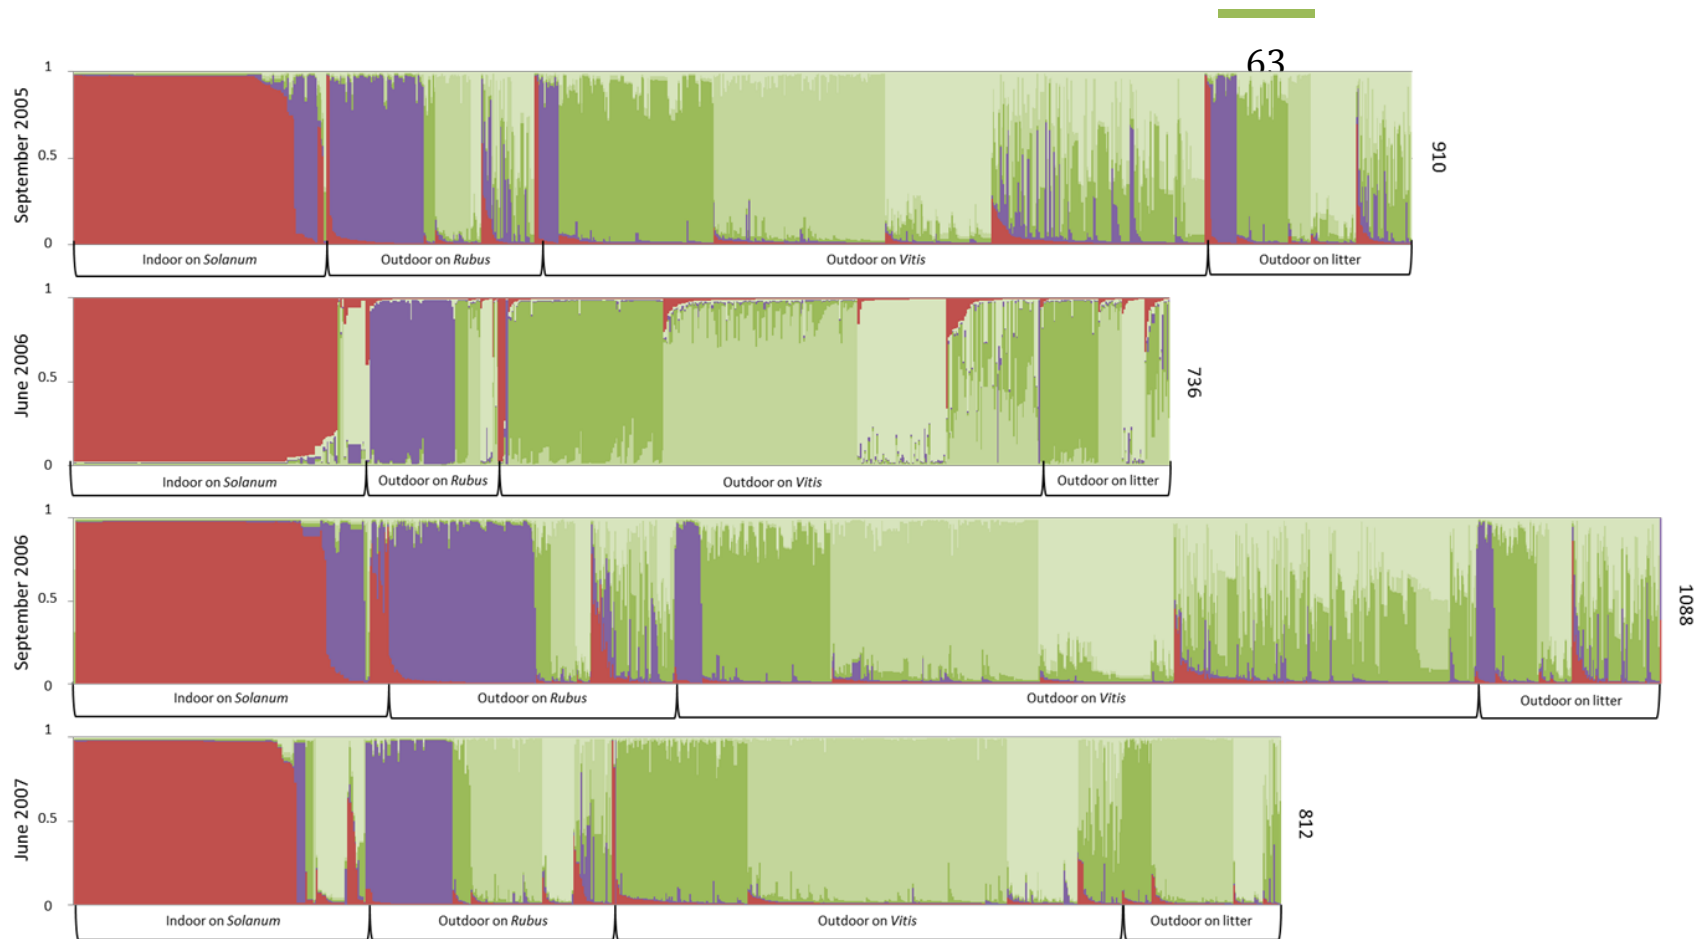 63
September 2005
1
0.5
0
910
Indoor on Solanum
Outdoor on Rubus
Outdoor on Vitis
Outdoor on litter
June 2006
1
0.5
0
736
Indoor on Solanum
Outdoor on Rubus
Outdoor on Vitis
Outdoor on litter
September 2006
1
0.5
0
1088
Indoor on Solanum
Outdoor on Rubus
Outdoor on Vitis
Outdoor on litter
June 2007
1
0.5
0
812
Indoor on Solanum
Outdoor on Rubus
Outdoor on Vitis
Outdoor on litter